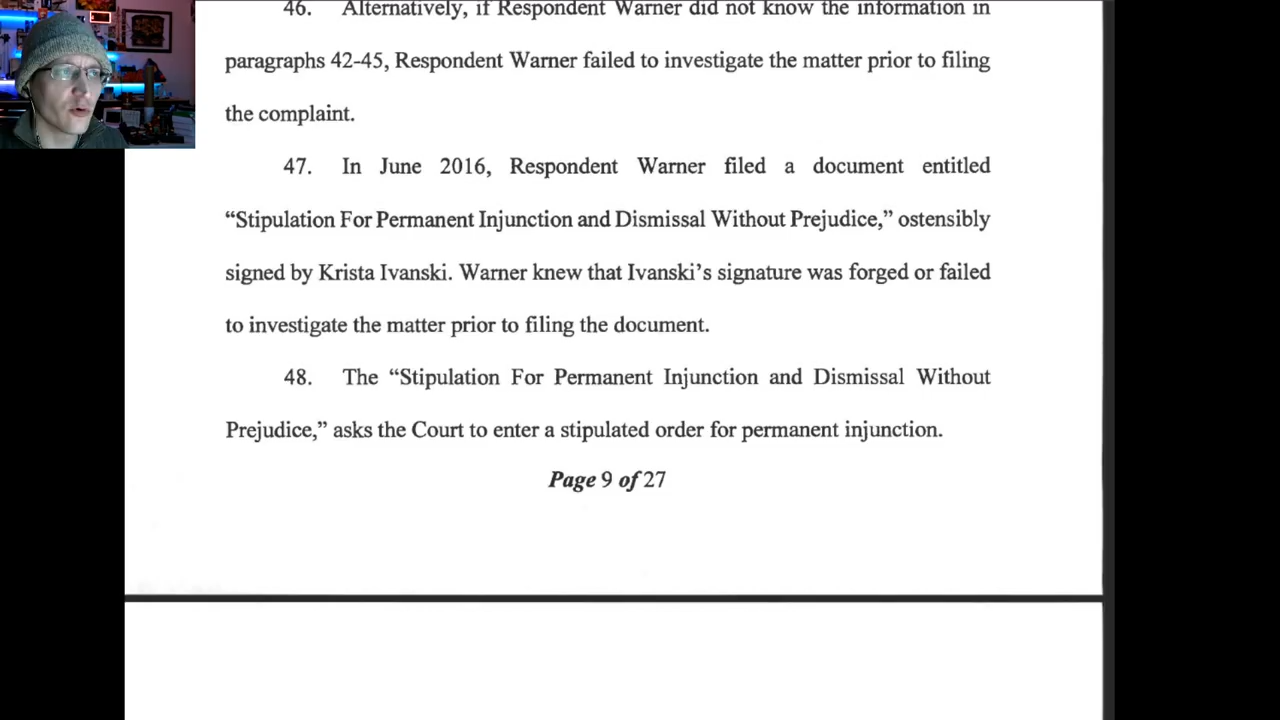 46. Alternatively, if Respondent Warner did not know the information in
paragraphs 42-45, Respondent Warner failed to investigate the matter prior to filing
the complaint.
47. In June 2016, Respondent Warner filed a document entitled
“Stipulation For Permanent Injunction and Dismissal Without Prejudice,” ostensibly
signed by Krista Ivanski. Warner knew that Ivanski’s signature was forged or failed
to investigate the matter prior to filing the document.
48. The “Stipulation For Permanent Injunction and Dismissal Without
Prejudice,” asks the Court to enter a stipulated order for permanent injunction.
Page 9 of 27